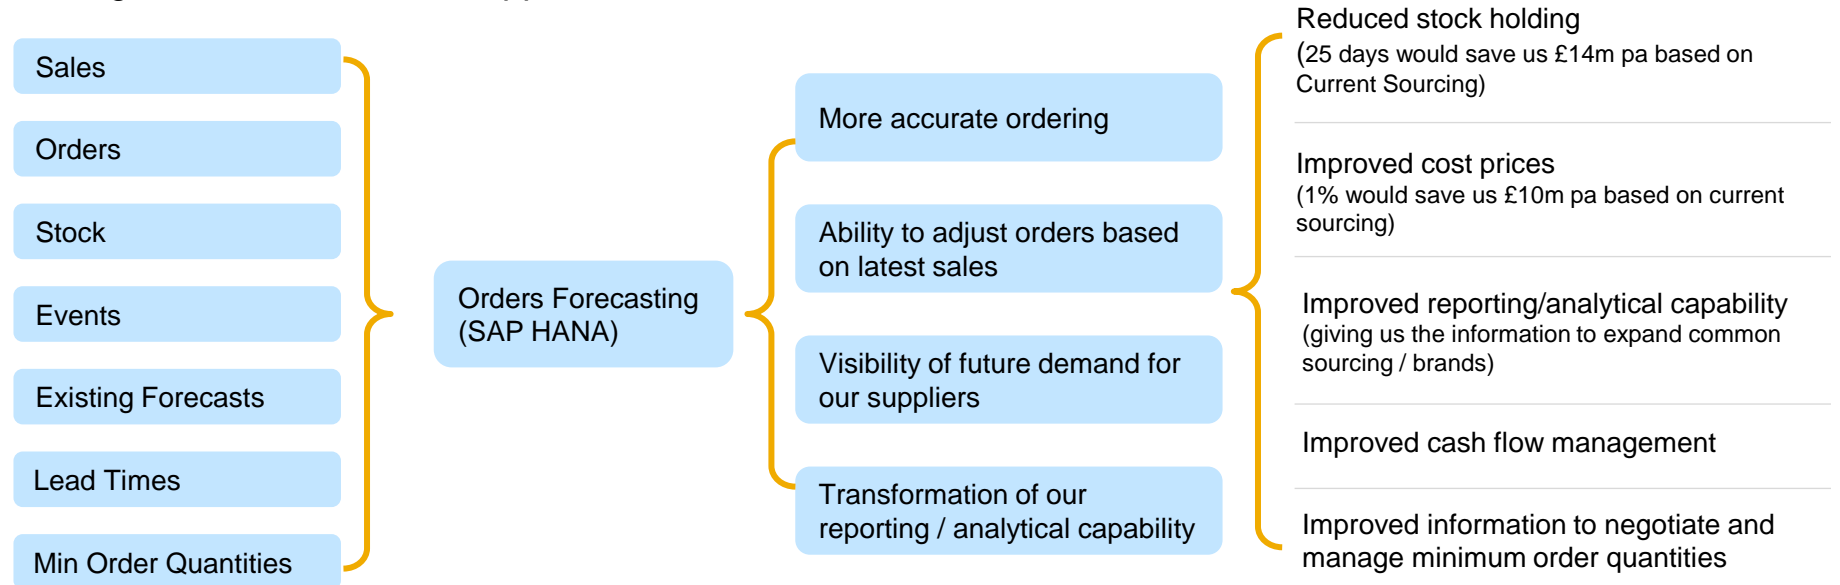 Sales
Orders
Stock
Events
Existing Forecasts
Lead Times
Min Order Quantities
Orders Forecasting
(SAP HANA)
More accurate ordering
Ability to adjust orders based
on latest sales
Visibility of future demand for
our suppliers
Transformation of our
reporting / analytical capability
Reduced stock holding
(25 days would save us £14m pa based on
Current Sourcing)
Improved cost prices
(1% would save us £10m pa based on current
sourcing)
Improved reporting/analytical capability
(giving us the information to expand common
sourcing / brands)
Improved cash flow management
Improved information to negotiate and
manage minimum order quantities